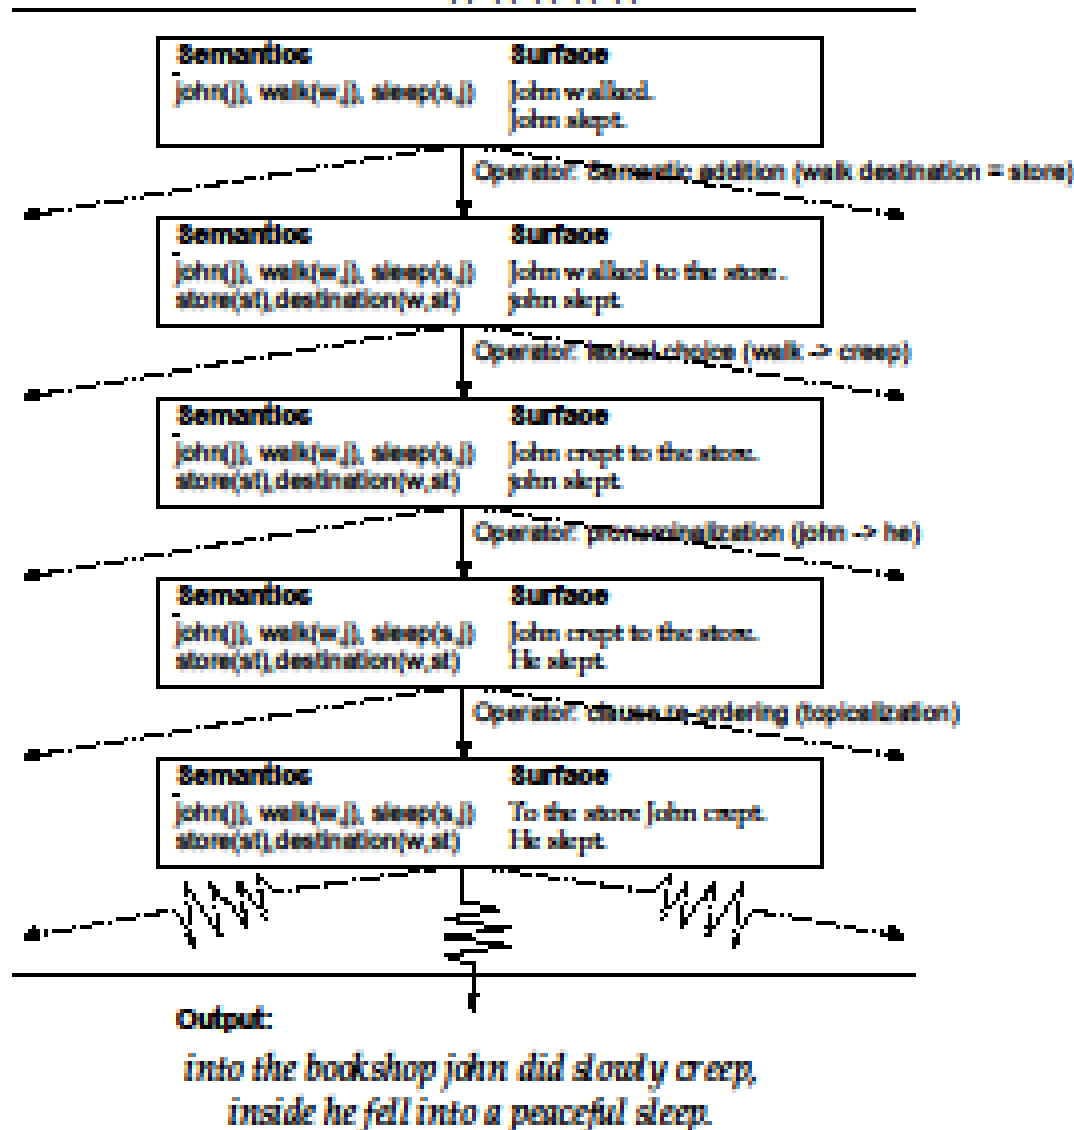 Semantics Surface
john(j), walk(w,j), sleep(s,j) John walked.
John slept.
Operator: Semantic addition (walk destination = store)
Semantics Surface
john(j), walk(w,j), sleep(s,j) John walked to the store.
store(st),destination(w,st) john slept.
Operator: lexical choice (walk -> creep)
Semantics Surface
john(j), walk(w,j), sleep(s,j) John crept to the store.
store(st),destination(w,st) john slept.
Operator: pronominalization (john -> he)
Semantics Surface
john(j), walk(w,j), sleep(s,j) John crept to the store.
store(st),destination(w,st) He slept.
Operator: clause re-ordering (topicalization)
Semantics Surface
john(j), walk(w,j), sleep(s,j) To the store John crept.
store(st),destination(w,st) He slept.
Output:
into the bookshop john did slowly creep,
inside he fell into a peaceful sleep.